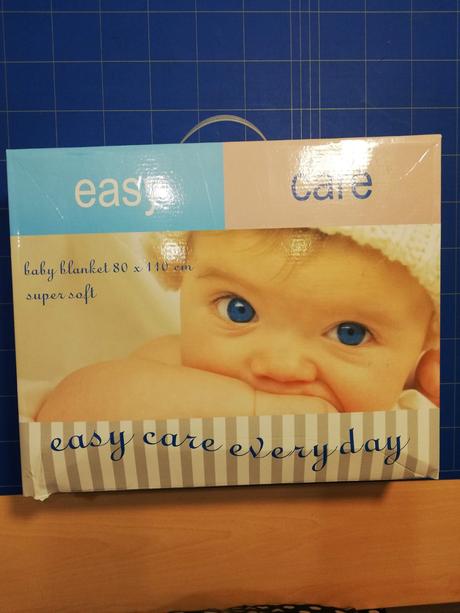 easy care
baby blanket 80 x 110 cm
super soft
easy care everyday